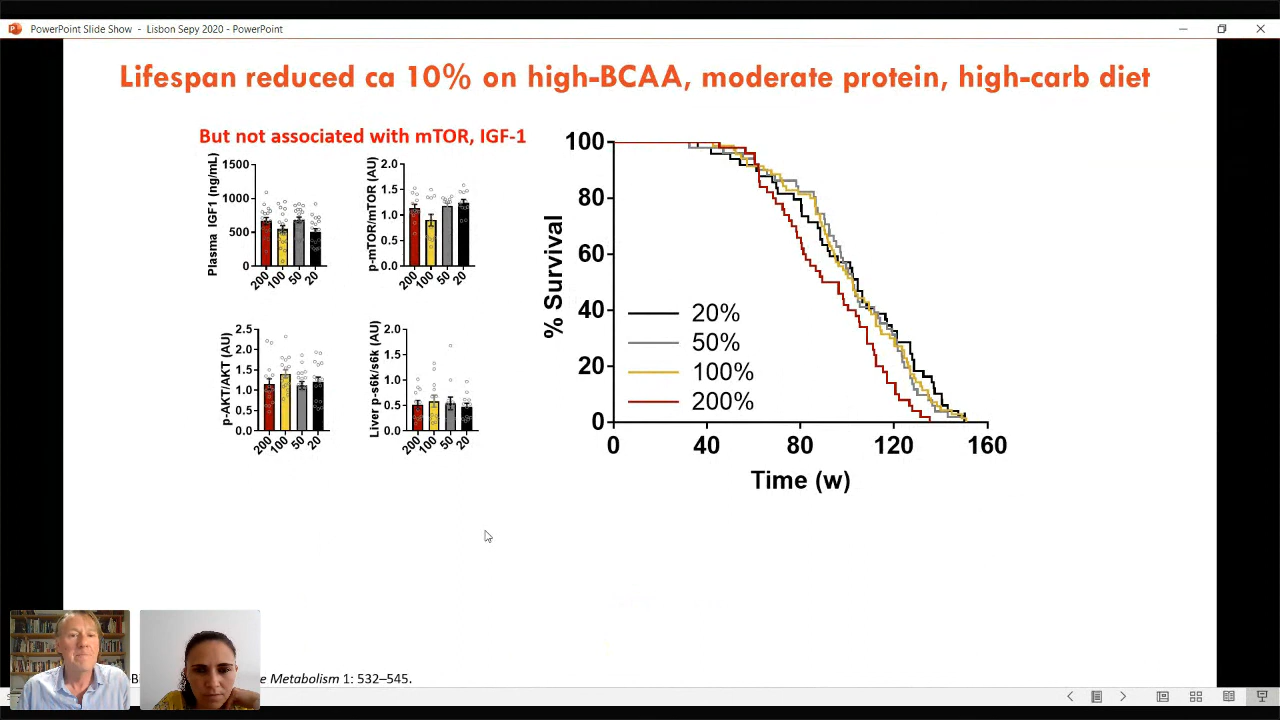 PowerPoint Slide Show - Lisbon Sepy 2020 - PowerPoint
Lifespan reduced ca 10% on high-BCAA, moderate protein, high-carb diet
But not associated with mTOR, IGF-1
Plasma IGF1 (ng/mL)
1500
1000
500
0
200 100 50 20
p-mTOR/mTOR (AU)
2.0
1.5
1.0
0.5
0.0
200 100 50 20
p-AKT/AKT (AU)
2.5
2.0
1.5
1.0
0.5
0.0
200 100 50 20
Liver p-s6k/s6k (AU)
2.0
1.5
1.0
0.5
0.0
200 100 50 20
% Survival
100
80
60
40
20
0
20%
50%
100%
200%
0 40 80 120 160
Time (w)
e Metabolism 1: 532–545.